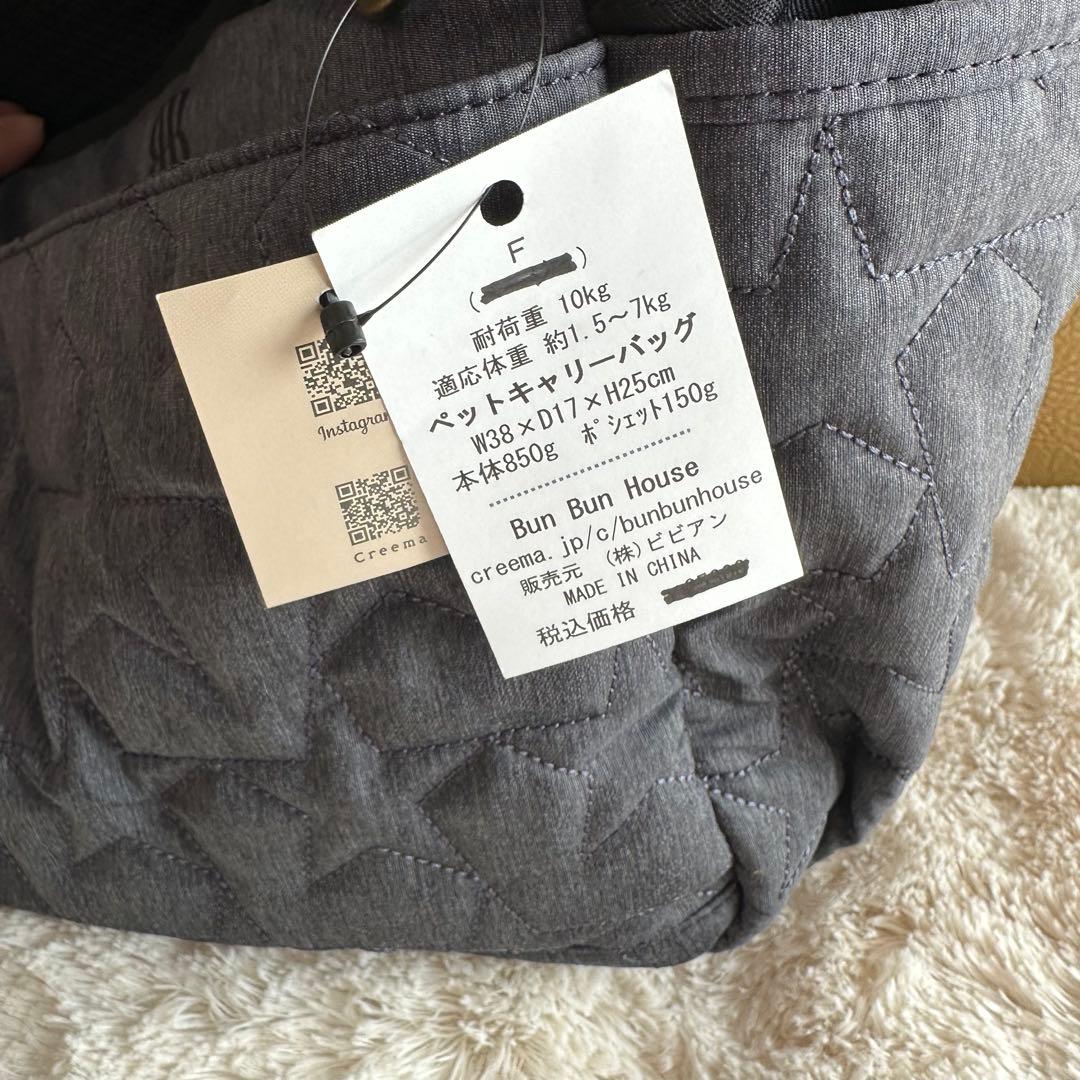 F
( )
耐荷重 10kg
適応体重 約1.5～7kg
ペットキャリーバッグ
W38×D17×H25cm
本体850g ﾎﾟｼｪｯﾄ150g
Bun Bun House
creema.jp/c/bunbunhouse
販売元 (株)ビビアン
MADE IN CHINA
税込価格
Instagram
Creema